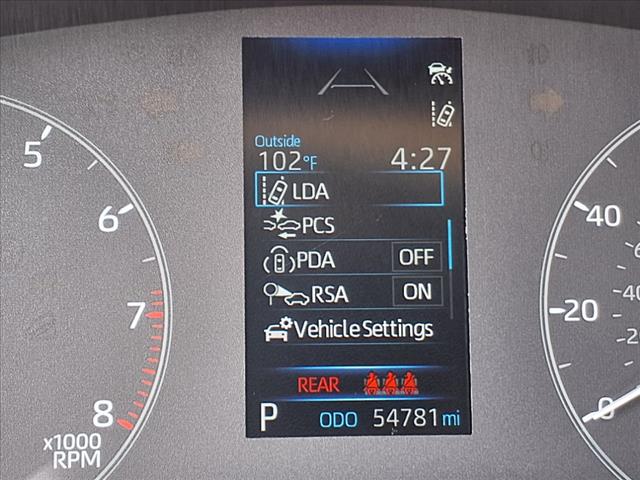 Outside
102°F 4:27
LDA
PCS
PDA OFF
RSA ON
Vehicle Settings
REAR
P ODO 54781 mi
5
6
7
8
x1000
RPM
40
20
0